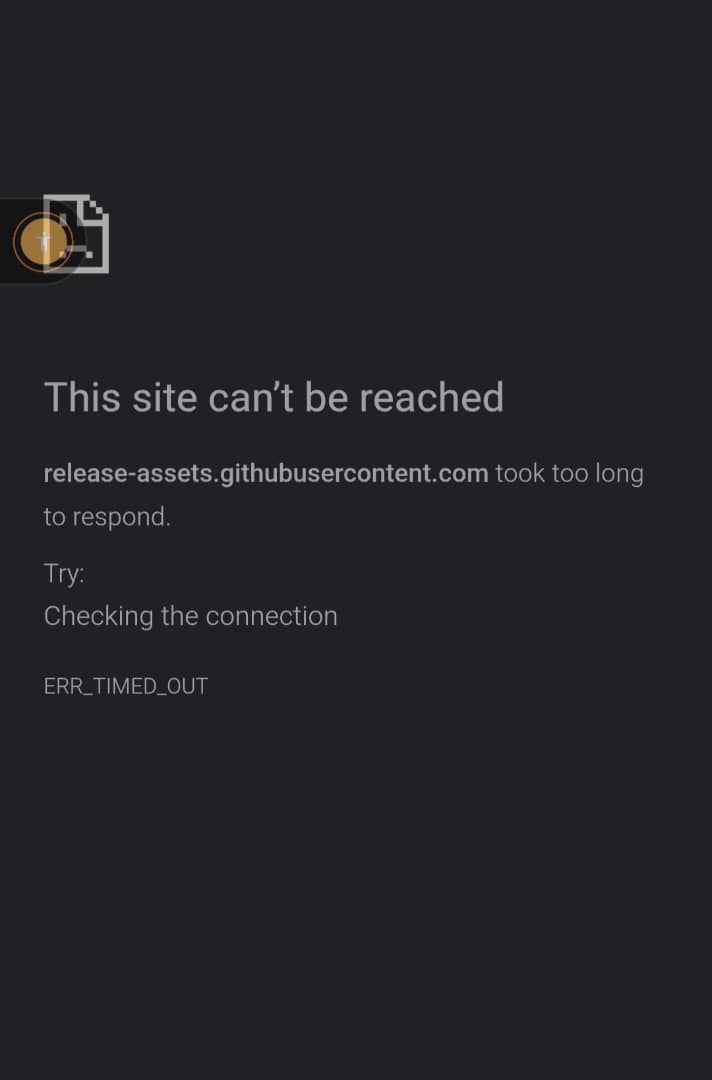 This site can’t be reached
release-assets.githubusercontent.com took too long
to respond.
Try:
Checking the connection
ERR_TIMED_OUT